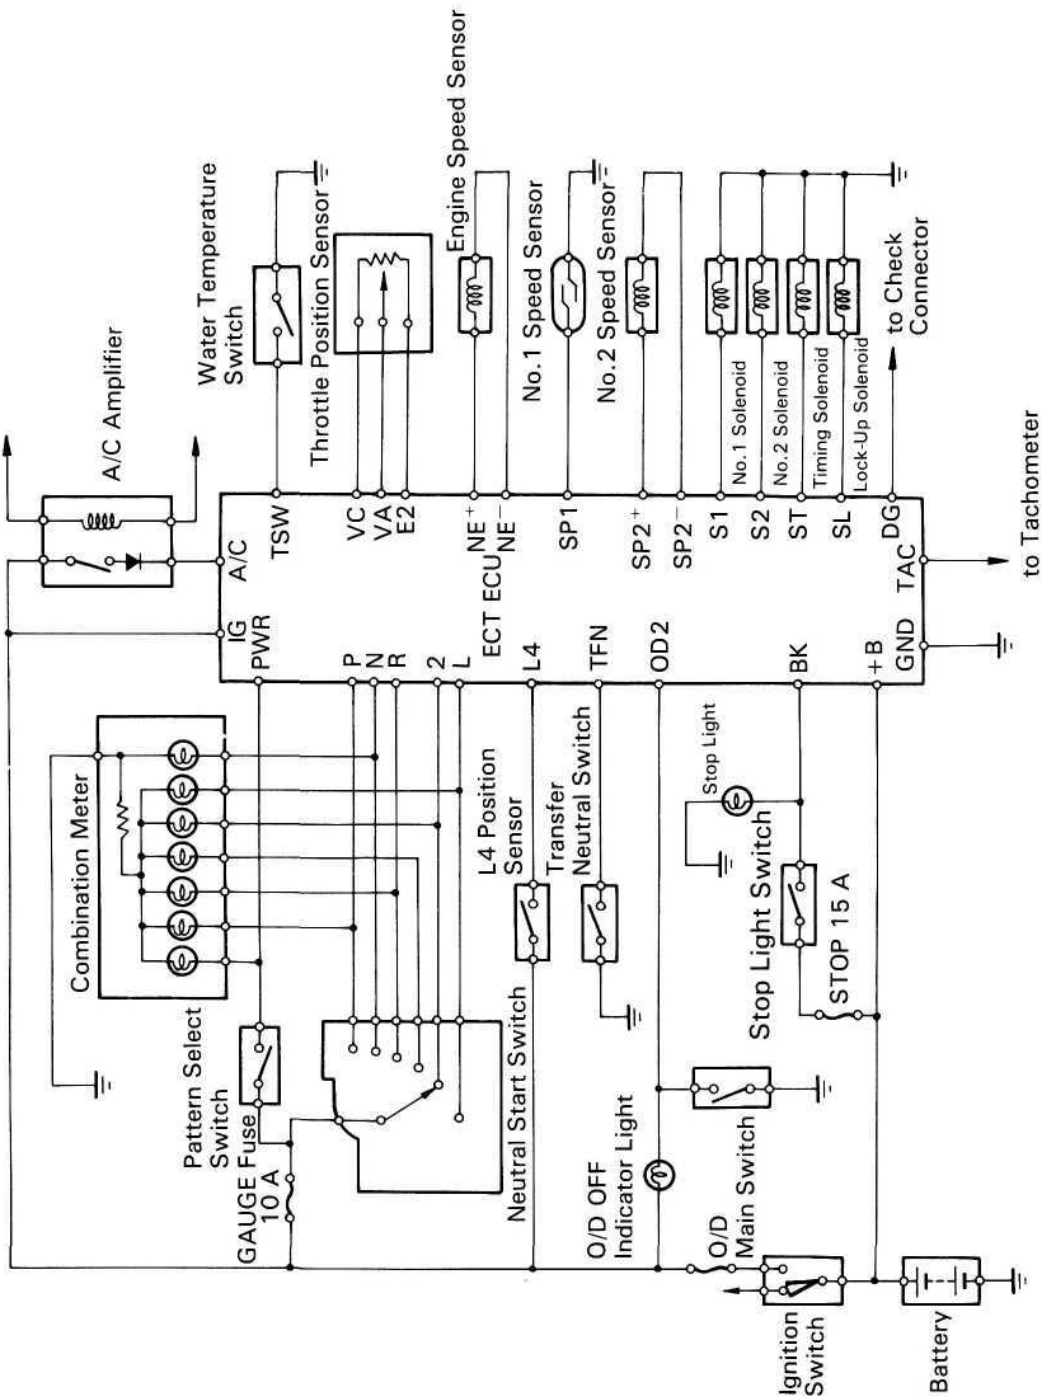 A/C Amplifier
Water Temperature
Switch
Throttle Position Sensor
Engine Speed Sensor
No.1 Speed Sensor
No.2 Speed Sensor
No.1 Solenoid
No.2 Solenoid
Timing Solenoid
Lock-Up Solenoid
to Check
Connector
to Tachometer
A/C
TSW
VC
VA
E2
NE+
NE−
SP1
SP2+
SP2−
S1
S2
ST
SL
DG
TAC
ECT ECU
IG
PWR
P
N
R
2
L
L4
TFN
OD2
BK
+B
GND
Combination Meter
Pattern Select
Switch
GAUGE Fuse
10 A
Neutral Start Switch
L4 Position
Sensor
Transfer
Neutral Switch
O/D OFF
Indicator Light
O/D
Main Switch
Stop Light
Stop Light Switch
STOP 15 A
Ignition
Switch
Battery